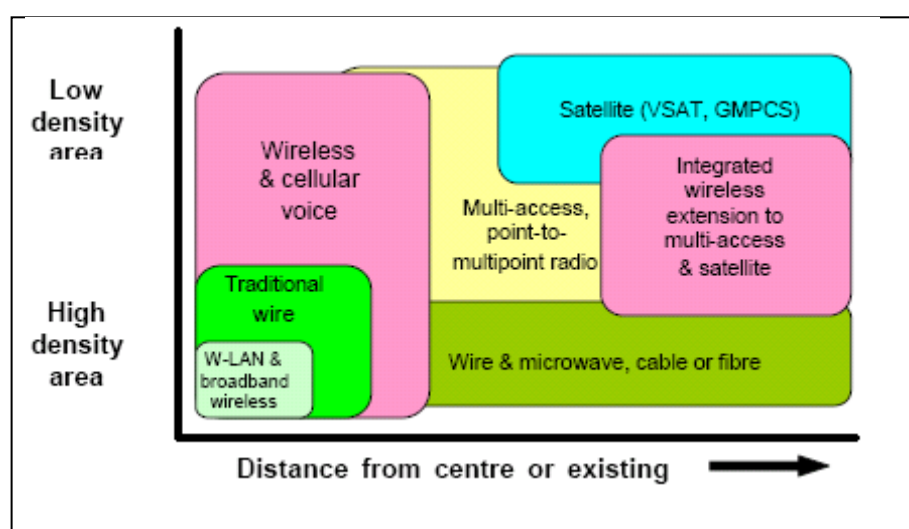 Low
density
area
High
density
area
Satellite (VSAT, GMPCS)
Wireless
& cellular
voice
Integrated
wireless
extension to
multi-access
& satellite
Multi-access,
point-to-
multipoint radio
Traditional
wire
W-LAN &
broadband
wireless
Wire & microwave, cable or fibre
Distance from centre or existing